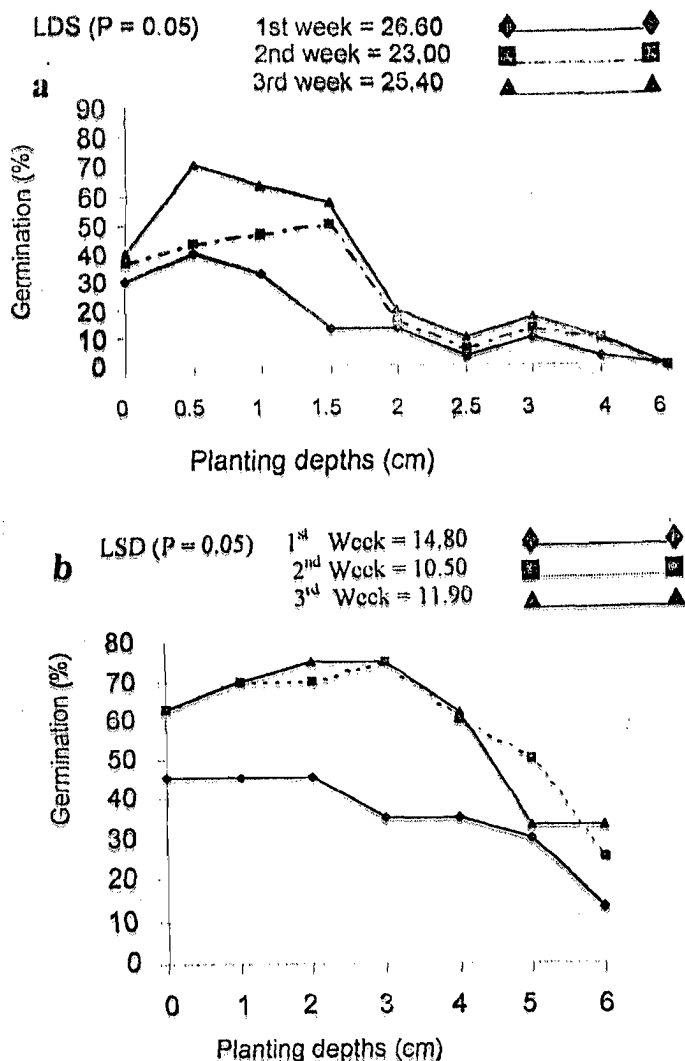 LDS (P = 0.05) 1st week = 26.60
2nd week = 23,00
3rd week = 25,40
a
Germination (%)
90
80
70
60
50
40
30
20
10
0
0 0.5 1 1.5 2 2.5 3 4 6
Planting depths (cm)
b LSD (P = 0.05) 1st Week = 14.80
2nd Week = 10.50
3rd Week = 11.90
Germination (%)
80
70
60
50
40
30
20
10
0
0 1 2 3 4 5 6
Planting depths (cm)